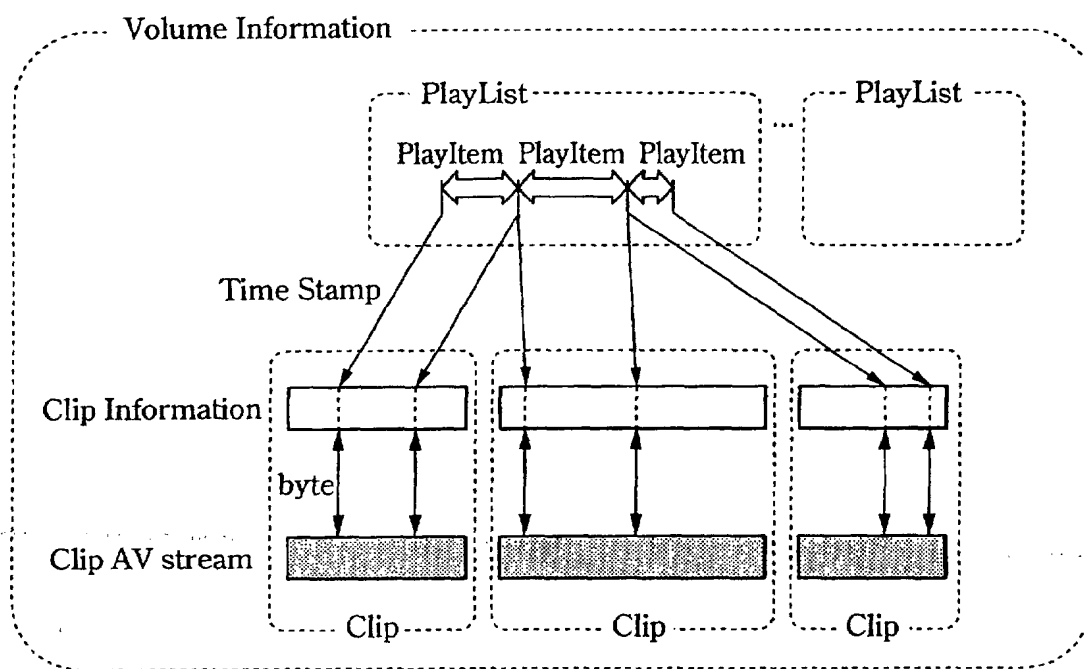 Volume Information
PlayList
...
PlayList
PlayItem PlayItem PlayItem
Time Stamp
Clip Information
byte
Clip AV stream
Clip
Clip
Clip